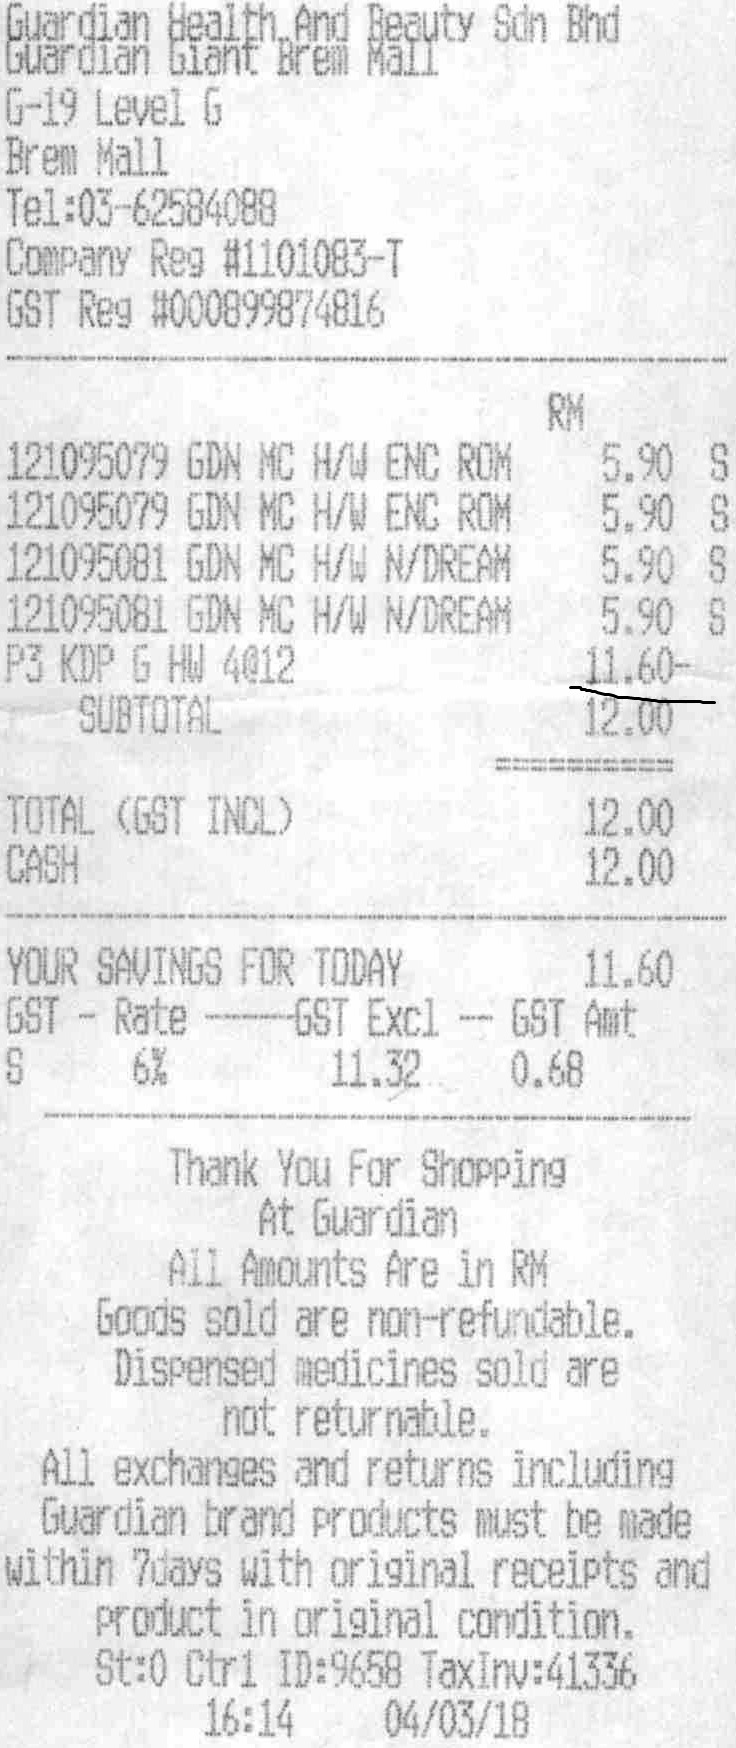 Guardian Health And Beauty Sdn Bhd
Guardian Giant Brem Mall
G-19 Level G
Brem Mall
Tel:03-62584088
Company Reg #1101083-T
GST Reg #000899874816
RM
121095079 GDN MC H/W ENC ROM 5.90 S
121095079 GDN MC H/W ENC ROM 5.90 S
121095081 GDN MC H/W N/DREAM 5.90 S
121095081 GDN MC H/W N/DREAM 5.90 S
P3 KDP G HW 4@12 11.60-
SUBTOTAL 12.00
==========
TOTAL (GST INCL) 12.00
CASH 12.00
YOUR SAVINGS FOR TODAY 11.60
GST - Rate -----GST Excl -- GST Amt
S 6% 11.32 0.68
Thank You For Shopping
At Guardian
All Amounts Are in RM
Goods sold are non-refundable.
Dispensed medicines sold are
not returnable.
All exchanges and returns including
Guardian brand products must be made
within 7days with original receipts and
product in original condition.
St:0 Ctr1 ID:9658 TaxInv:41336
16:14 04/03/18